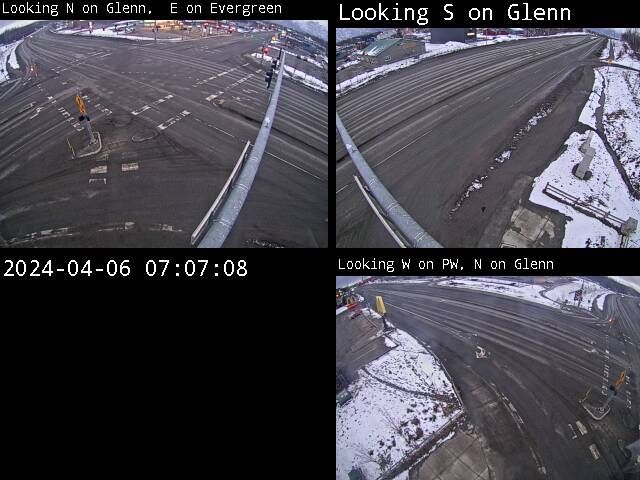 Looking N on Glenn,  E on Evergreen
Looking S on Glenn
2024-04-06 07:07:08
Looking W on PW, N on Glenn